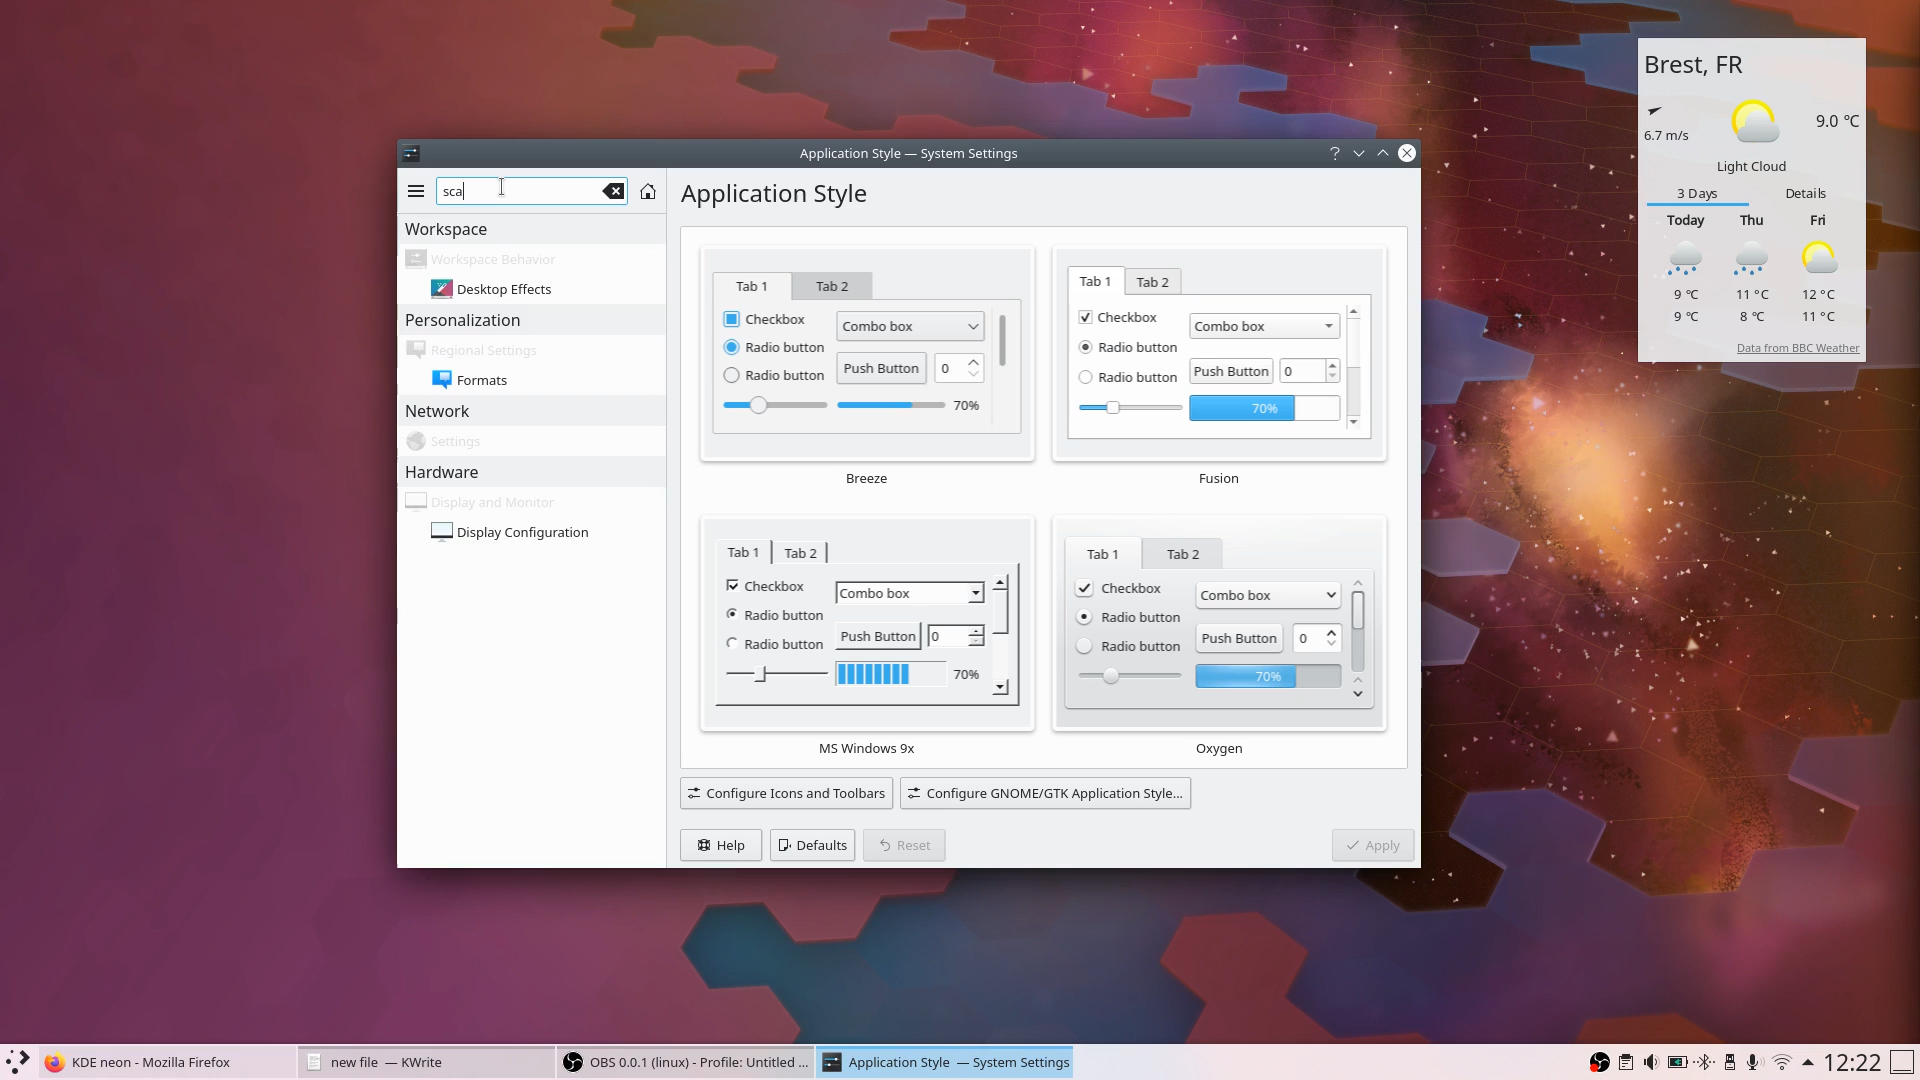 Brest, FR
6.7 m/s
9.0 °C
Light Cloud
3 Days Details
Today Thu Fri
9 °C 11 °C 12 °C
9 °C 8 °C 11 °C
Data from BBC Weather
Application Style — System Settings
sca
Workspace
Workspace Behavior
Desktop Effects
Personalization
Regional Settings
Formats
Network
Settings
Hardware
Display and Monitor
Display Configuration
Application Style
Tab 1 Tab 2
Checkbox Combo box
Radio button
Push Button 0
Radio button
70%
Breeze
Tab 1 Tab 2
Checkbox Combo box
Radio button
Push Button 0
Radio button
70%
Fusion
Tab 1 Tab 2
Checkbox Combo box
Radio button
Push Button 0
Radio button
70%
MS Windows 9x
Tab 1 Tab 2
Checkbox Combo box
Radio button
Push Button 0
Radio button
70%
Oxygen
Configure Icons and Toolbars Configure GNOME/GTK Application Style...
Help Defaults Reset Apply
KDE neon - Mozilla Firefox
new file — KWrite
OBS 0.0.1 (linux) - Profile: Untitled ...
Application Style — System Settings
12:22